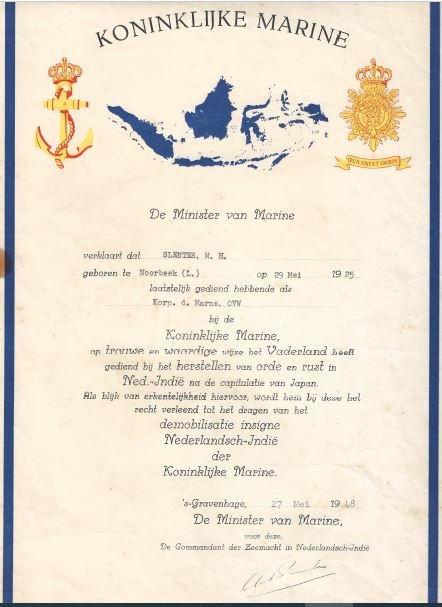 KONINKLIJKE MARINE
QUA PATET ORBIS
De Minister van Marine
verklaart dat SLENTER, M. H.
geboren te Noorbeek (L.) op 29 Mei 1925
laatstelijk gediend hebbende als
Korp. d. Marns. OVW
bij de
Koninklijke Marine,
op trouwe en waardige wijze het Vaderland heeft
gediend bij het herstellen van orde en rust in
Ned.-Indië na de capitulatie van Japan.
Als blijk van erkentelijkheid hiervoor, wordt hem bij deze het
recht verleend tot het dragen van het
demobilisatie insigne
Nederlandsch-Indië
der
Koninklijke Marine.
's-Gravenhage, 27 Mei 1948
De Minister van Marine,
voor deze,
De Commandant der Zeemacht in Nederlandsch-Indië